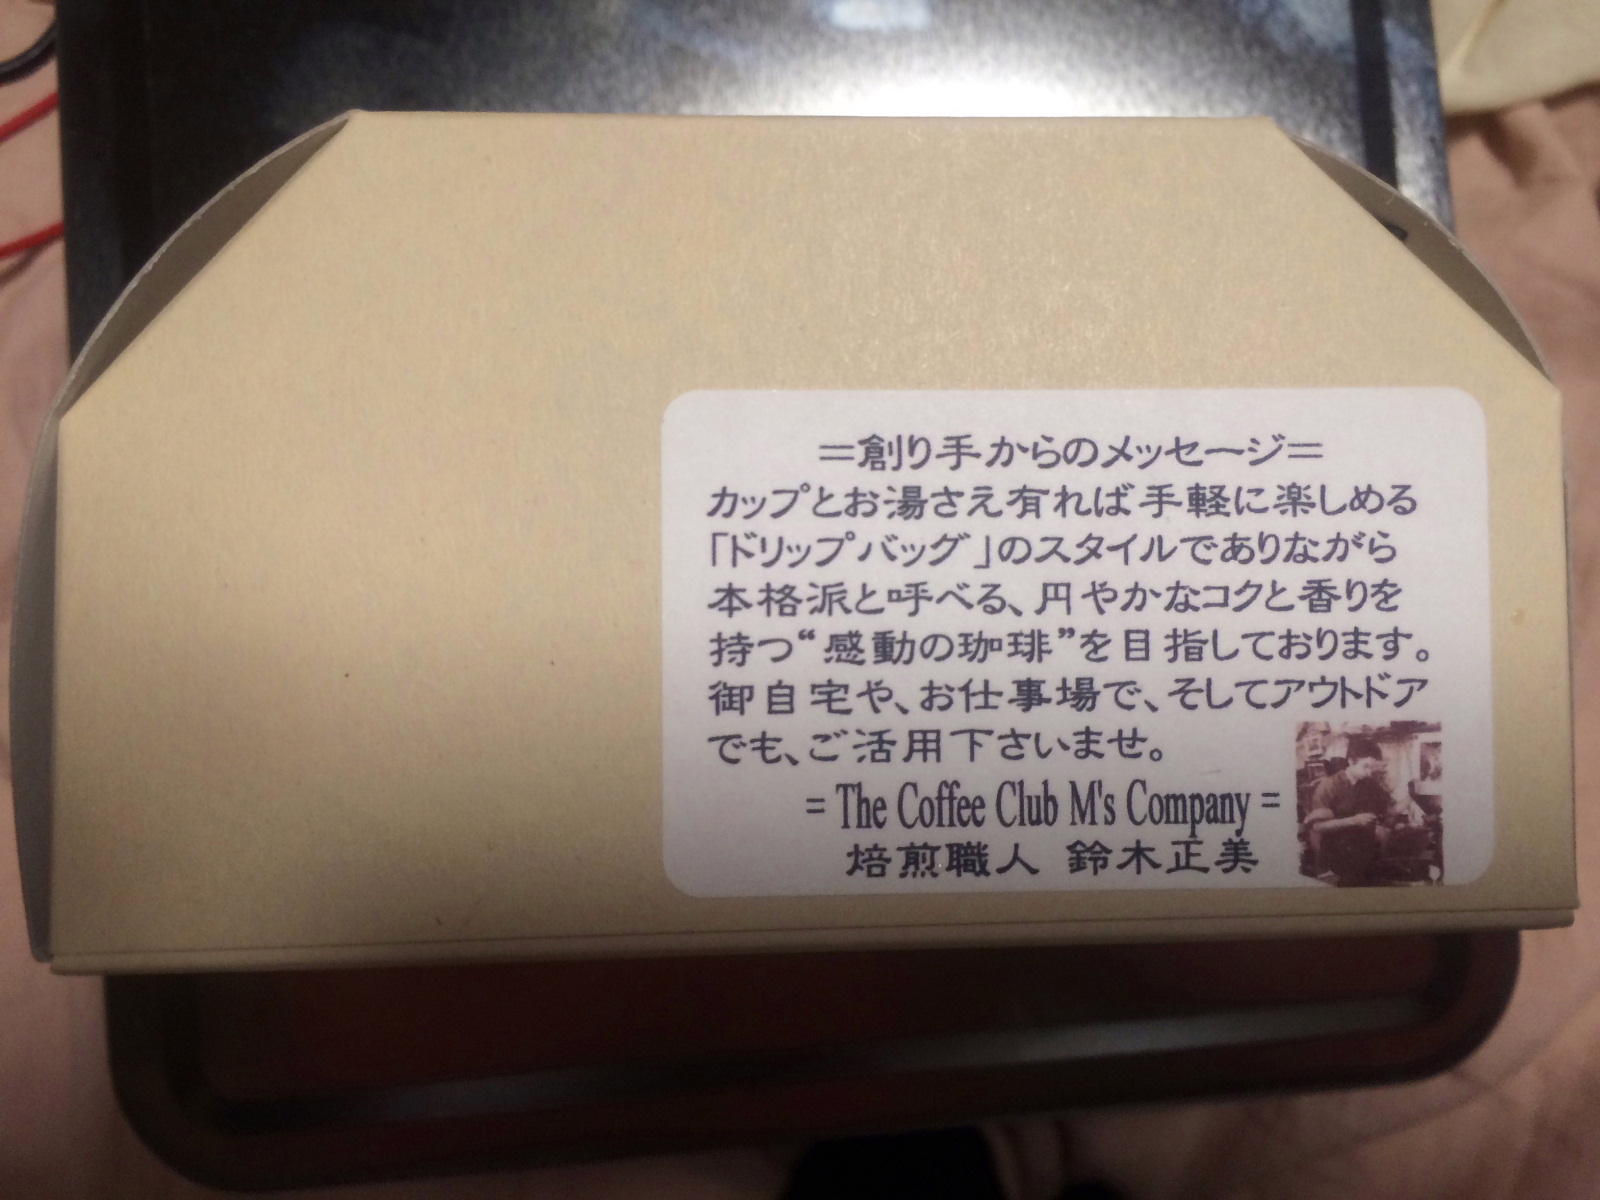 =創り手からのメッセージ=
カップとお湯さえ有れば手軽に楽しめる
「ドリップバッグ」のスタイルでありながら
本格派と呼べる、円やかなコクと香りを
持つ“感動の珈琲”を目指しております。
御自宅や、お仕事場で、そしてアウトドア
でも、ご活用下さいませ。
= The Coffee Club M's Company =
焙煎職人 鈴木正美